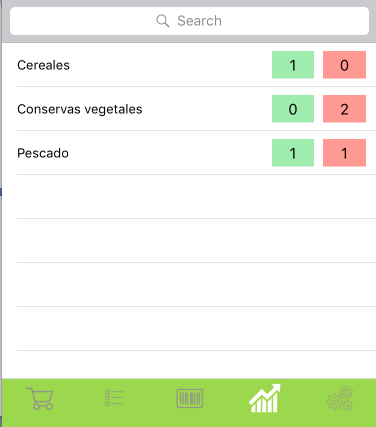 Search
Cereales 1 0
Conservas vegetales 0 2
Pescado 1 1